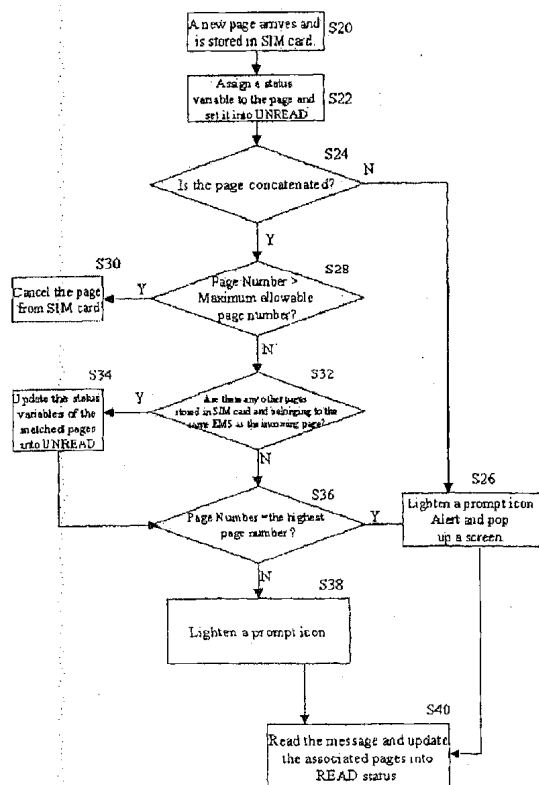 A new page arrives and
is stored in SIM card.
S20
Assign a status
variable to the page and
set it into UNREAD
S22
S24
Is the page concatenated?
N
Y
S30
Cancel the page
from SIM card
Y
S28
Page Number >
Maximum allowable
page number?
N
S34
Update the status
variables of the
matched pages
into UNREAD
Y
S32
Are there any other pages
stored in SIM card and belonging to the
same EMS as the incoming page?
N
S36
Page Number = the highest
page number?
Y
S26
Lighten a prompt icon
Alert and pop
up a screen
N
S38
Lighten a prompt icon
S40
Read the message and update
the associated pages into
READ status